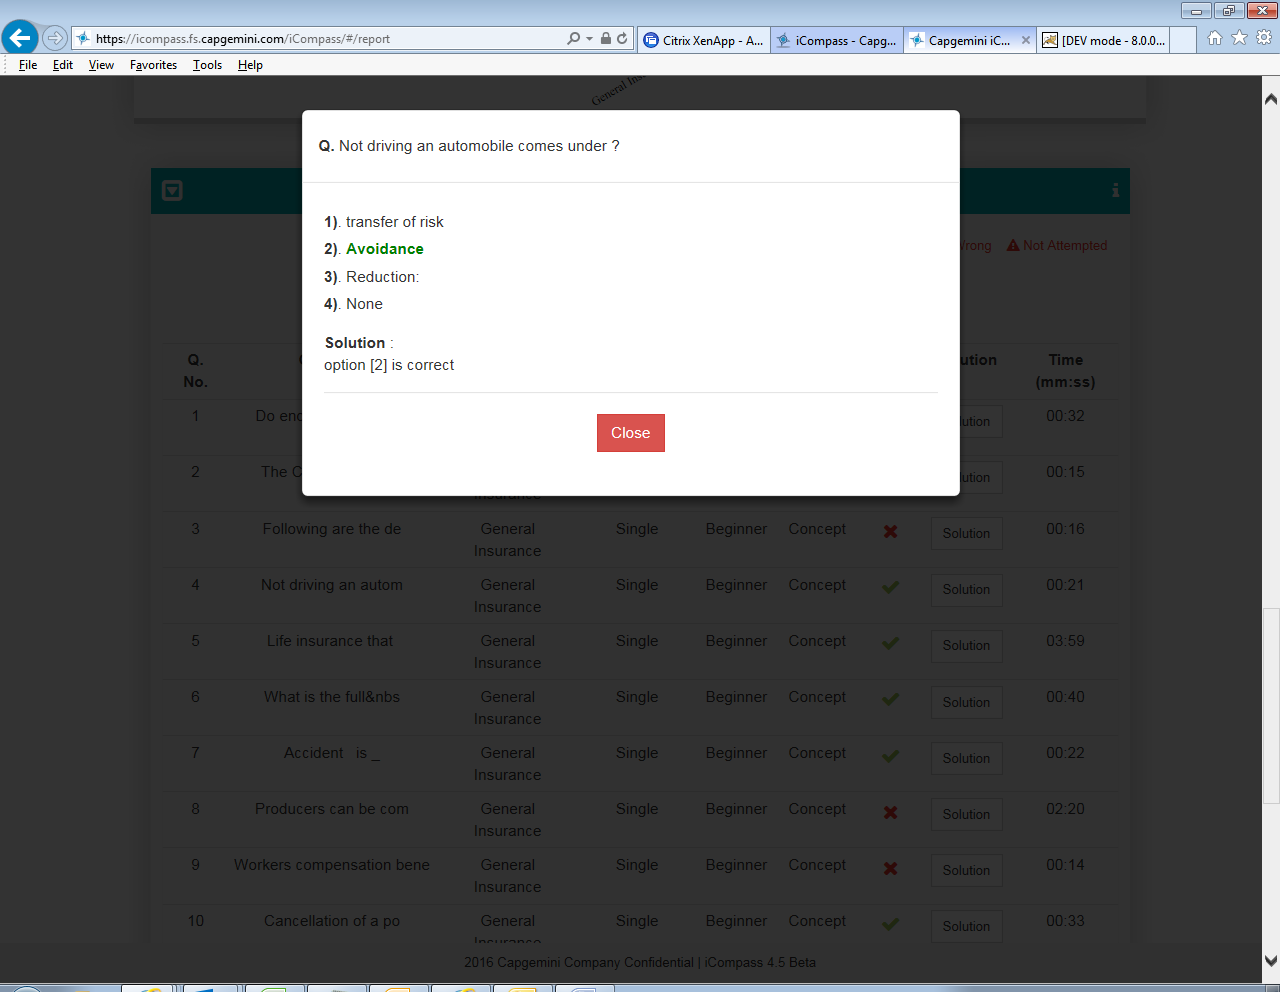 https://icompass.fs.capgemini.com/iCompass/#/report
Citrix XenApp - A...
iCompass - Capg...
Capgemini iC...
[DEV mode - 8.0.0...
File Edit View Favorites Tools Help
Q. Not driving an automobile comes under ?
1). transfer of risk
2). Avoidance
3). Reduction:
4). None
Solution :
option [2] is correct
Close
Not Attempted
Q. No. Time (mm:ss)
1 00:32
2 00:15
Insurance
3 Following are the de General Insurance Single Beginner Concept Solution 00:16
4 Not driving an autom General Insurance Single Beginner Concept Solution 00:21
5 Life insurance that General Insurance Single Beginner Concept Solution 03:59
6 What is the full&nbs General Insurance Single Beginner Concept Solution 00:40
7 Accident is _ General Insurance Single Beginner Concept Solution 00:22
8 Producers can be com General Insurance Single Beginner Concept Solution 02:20
9 Workers compensation bene General Insurance Single Beginner Concept Solution 00:14
10 Cancellation of a po General Insurance Single Beginner Concept Solution 00:33
2016 Capgemini Company Confidential | iCompass 4.5 Beta